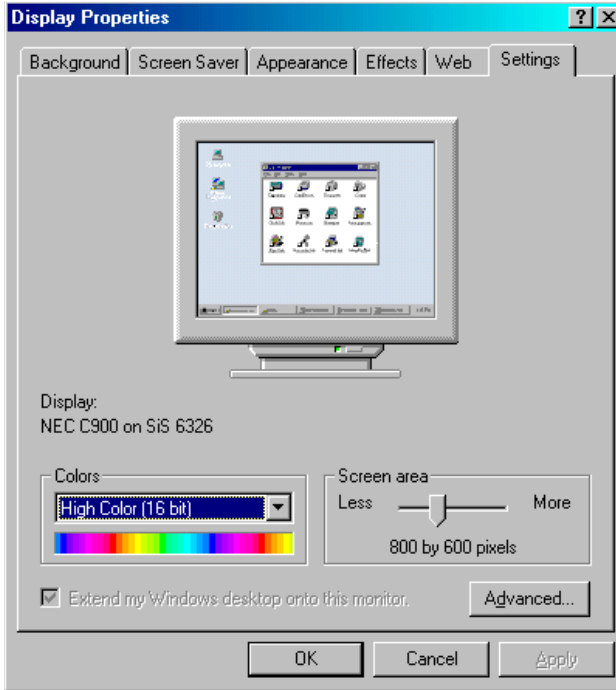 Display Properties
Background Screen Saver Appearance Effects Web Settings
Display:
NEC C900 on SiS 6326
Colors
High Color (16 bit)
Screen area
Less More
800 by 600 pixels
Extend my Windows desktop onto this monitor.
Advanced...
OK Cancel Apply